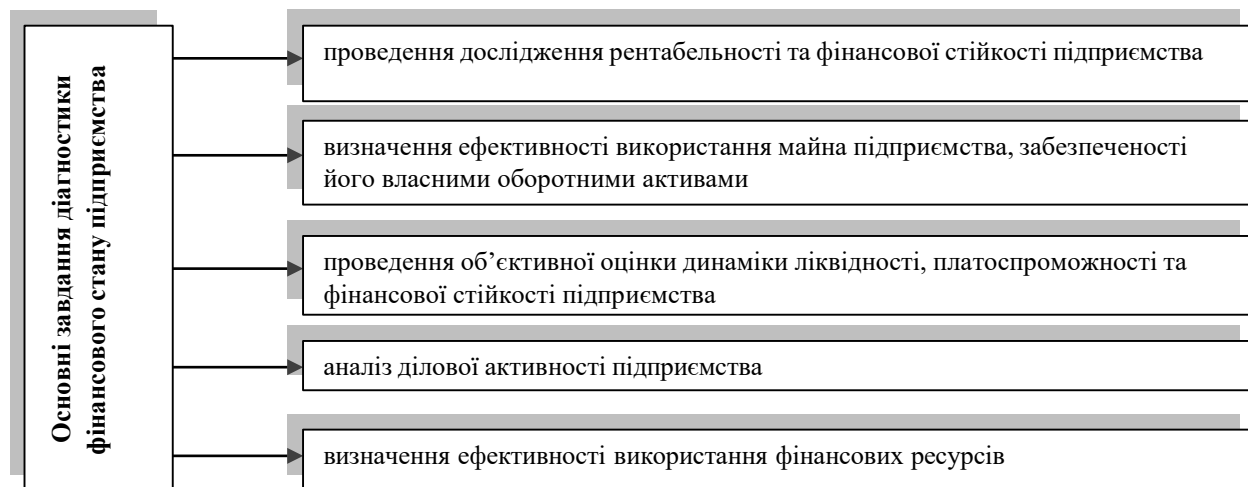 Основні завдання діагностики
фінансового стану підприємства
проведення дослідження рентабельності та фінансової стійкості підприємства
визначення ефективності використання майна підприємства, забезпеченості
його власними оборотними активами
проведення об’єктивної оцінки динаміки ліквідності, платоспроможності та
фінансової стійкості підприємства
аналіз ділової активності підприємства
визначення ефективності використання фінансових ресурсів